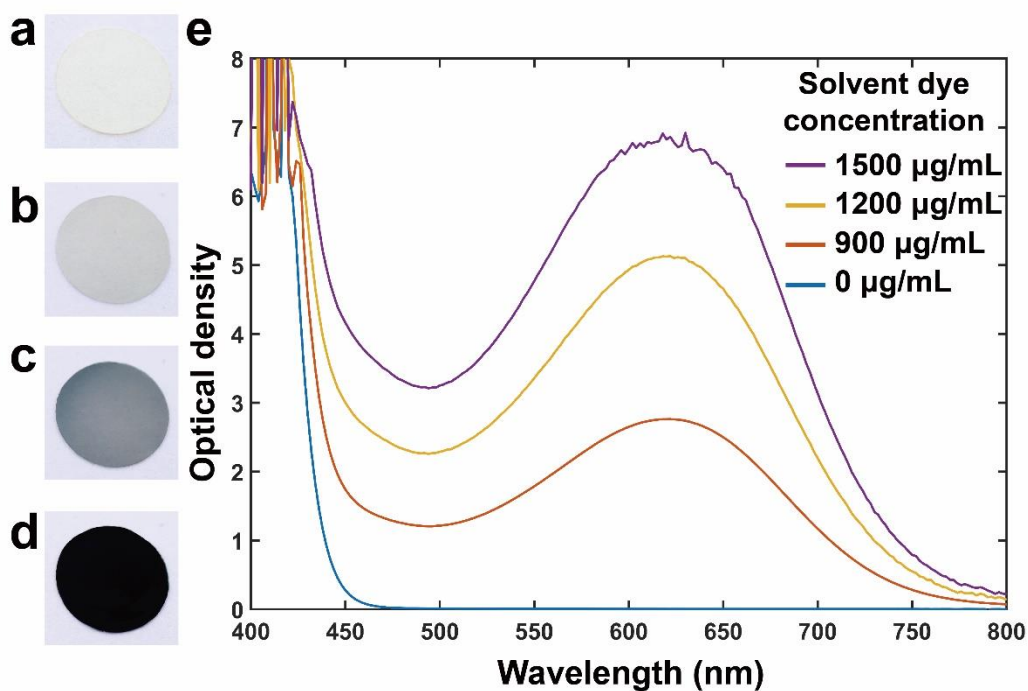 a
b
c
d
e
8
7
6
5
4
3
2
1
0
Optical density
400
450
500
550
600
650
700
750
800
Wavelength (nm)
Solvent dye
concentration
1500 µg/mL
1200 µg/mL
900 µg/mL
0 µg/mL